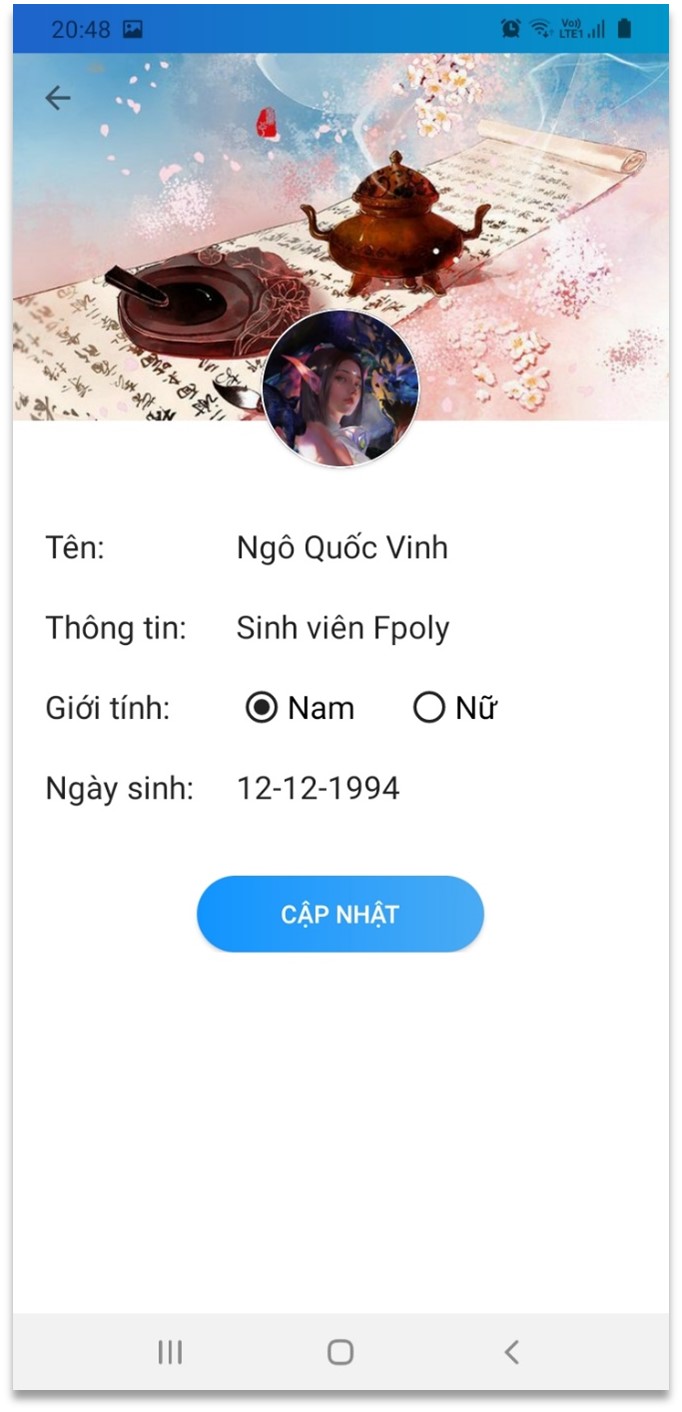 20:48 Vo) LTE1
Tên: Ngô Quốc Vinh
Thông tin: Sinh viên Fpoly
Giới tính: Nam Nữ
Ngày sinh: 12-12-1994
CẬP NHẬT